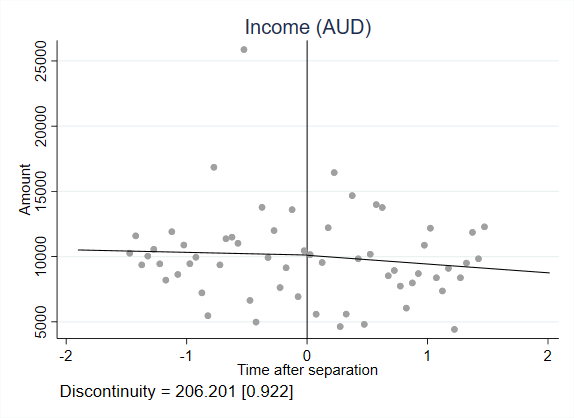 Income (AUD)
Amount
25000
20000
15000
10000
5000
-2 -1 0 1 2
Time after separation
Discontinuity = 206.201 [0.922]